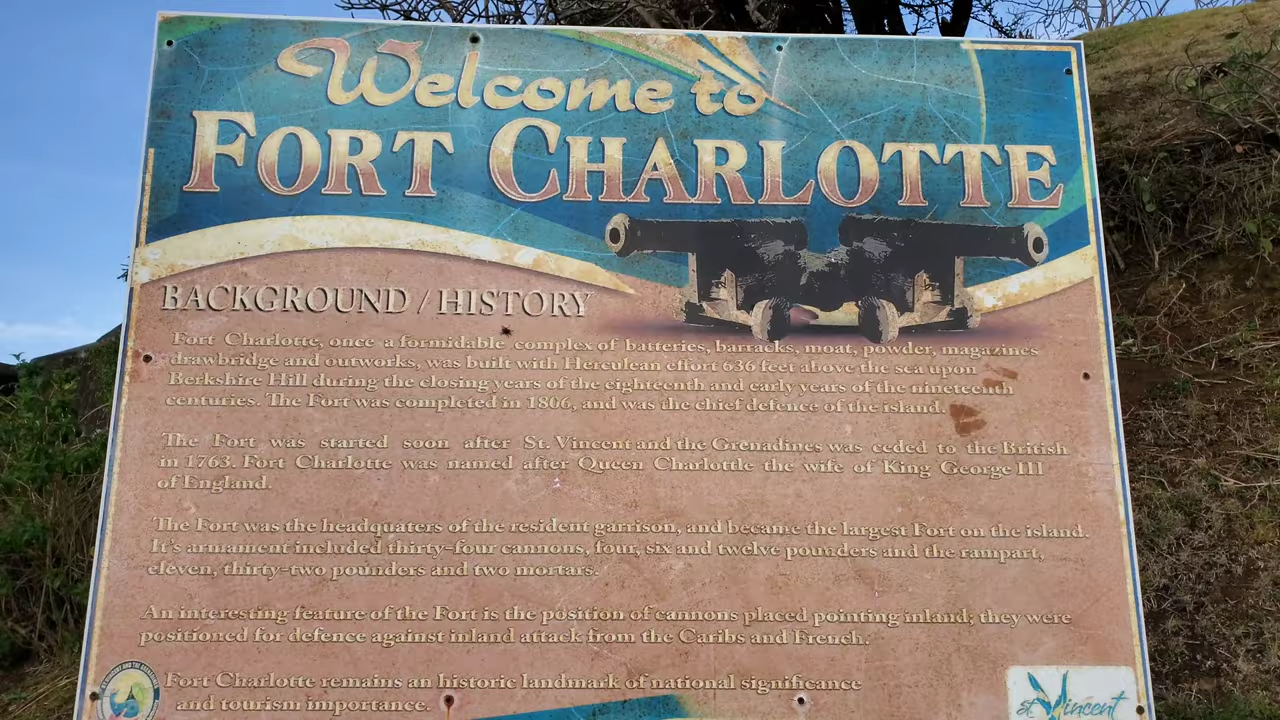 Welcome to
FORT CHARLOTTE
BACKGROUND / HISTORY
Fort Charlotte, once a formidable complex of batteries, barracks, moat, powder, magazines
drawbridge and outworks, was built with Herculean effort 636 feet above the sea upon
Berkshire Hill during the closing years of the eighteenth and early years of the nineteenth
centuries. The Fort was completed in 1806, and was the chief defence of the island.
The Fort was started soon after St. Vincent and the Grenadines was ceded to the British
in 1763. Fort Charlotte was named after Queen Charlottle the wife of King George III
of England.
The Fort was the headquaters of the resident garrison, and became the largest Fort on the island.
It's armament included thirty-four cannons, four, six and twelve pounders and the rampart,
eleven, thirty-two pounders and two mortars.
An interesting feature of the Fort is the position of cannons placed pointing inland; they were
positioned for defence against inland attack from the Caribs and French.
Fort Charlotte remains an historic landmark of national significance
and tourism importance.
St Vincent